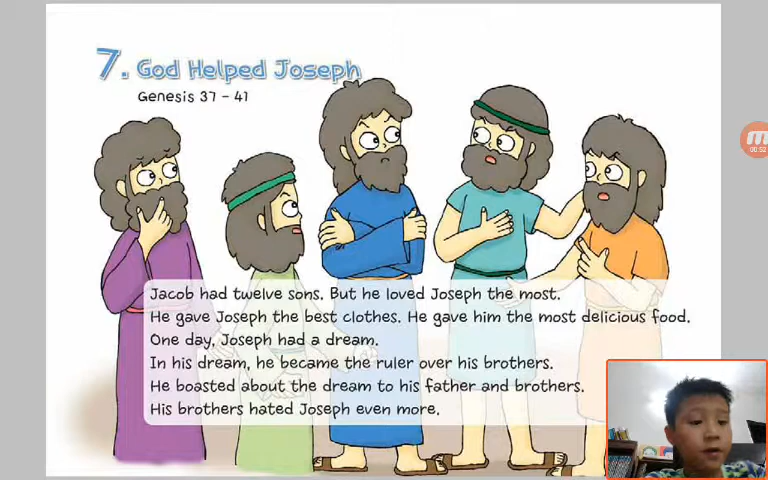 7. God Helped Joseph
Genesis 37 - 41
Jacob had twelve sons. But he loved Joseph the most.
He gave Joseph the best clothes. He gave him the most delicious food.
One day, Joseph had a dream.
In his dream, he became the ruler over his brothers.
He boasted about the dream to his father and brothers.
His brothers hated Joseph even more.
00:52